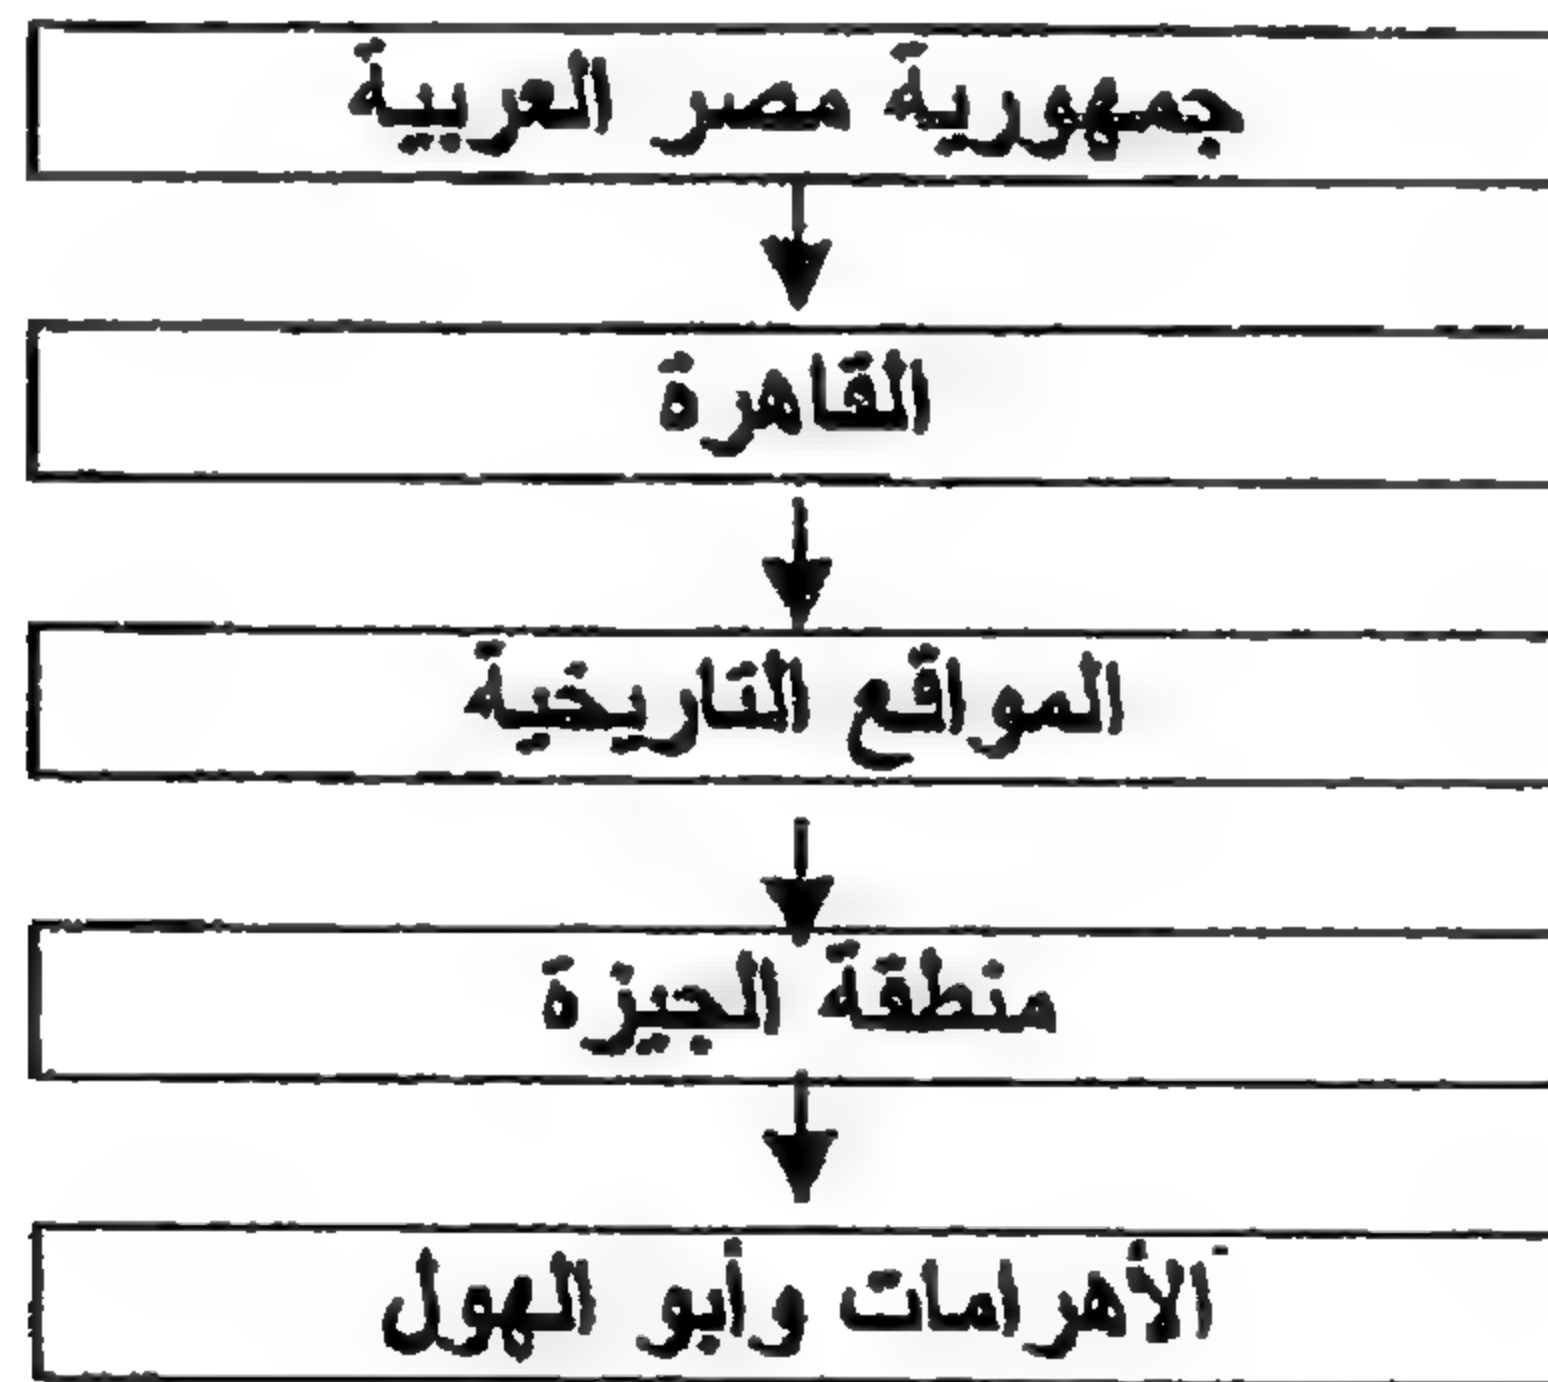 جمهورية مصر العربية
القاهرة
المواقع التاريخية
منطقة الجيزة
الأهرامات وأبو الهول